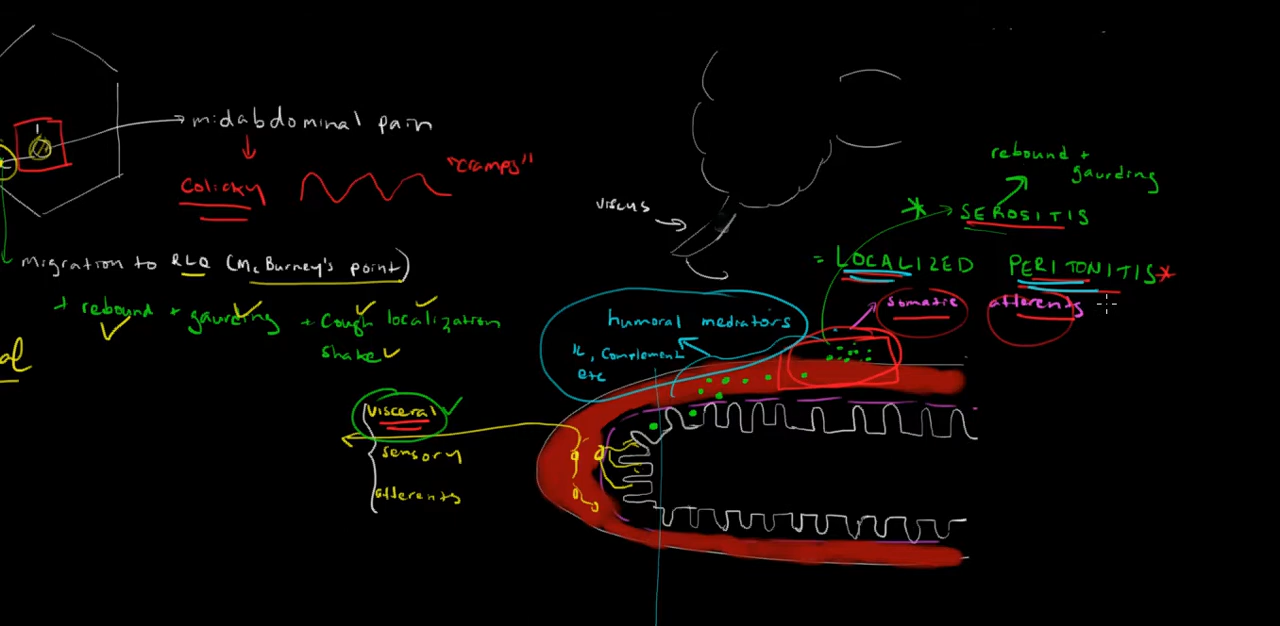 midabdominal pain
Colicky
"cramps"
migration to RLQ (McBurney's point)
+ rebound + gaurding + Cough localization
shake
viscus
rebound +
gaurding
SEROSITIS
= LOCALIZED PERITONITIS
somatic afferents
humoral mediators
IL, Complement
etc
Visceral
sensory
afferents